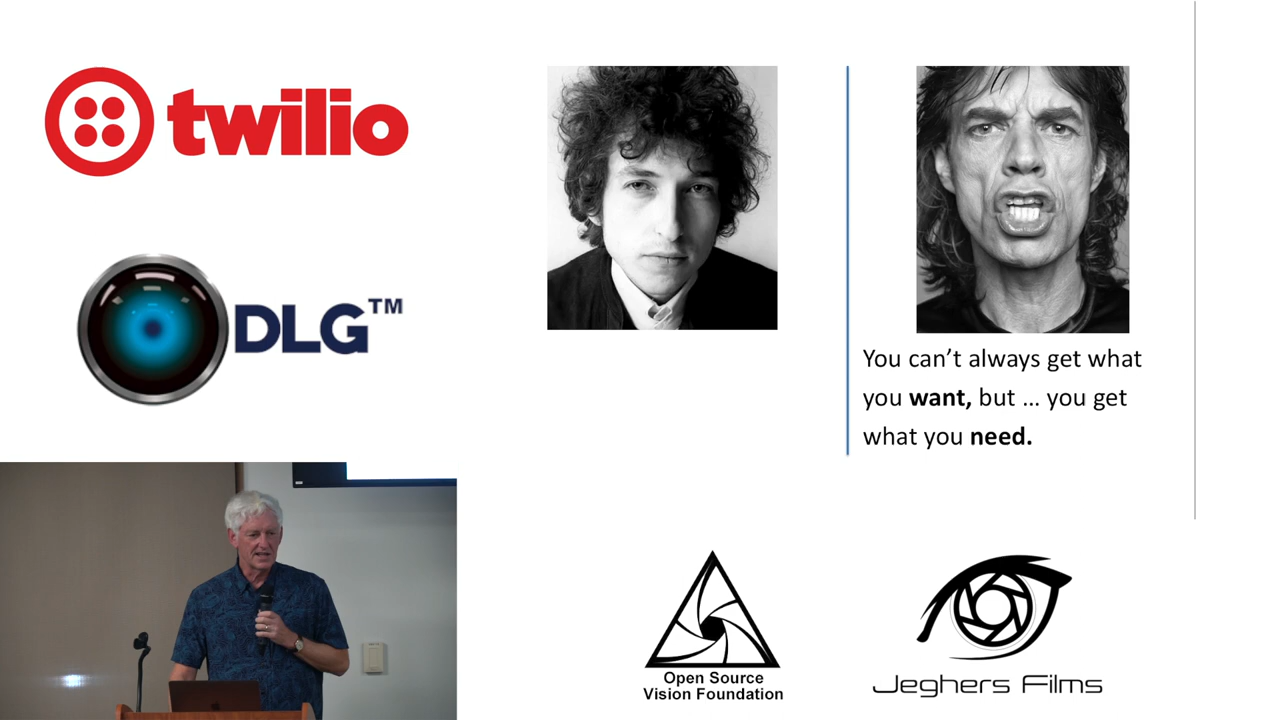 twilio
DLG™
You can’t always get what
you want, but … you get
what you need.
Open Source
Vision Foundation
Jeghers Films